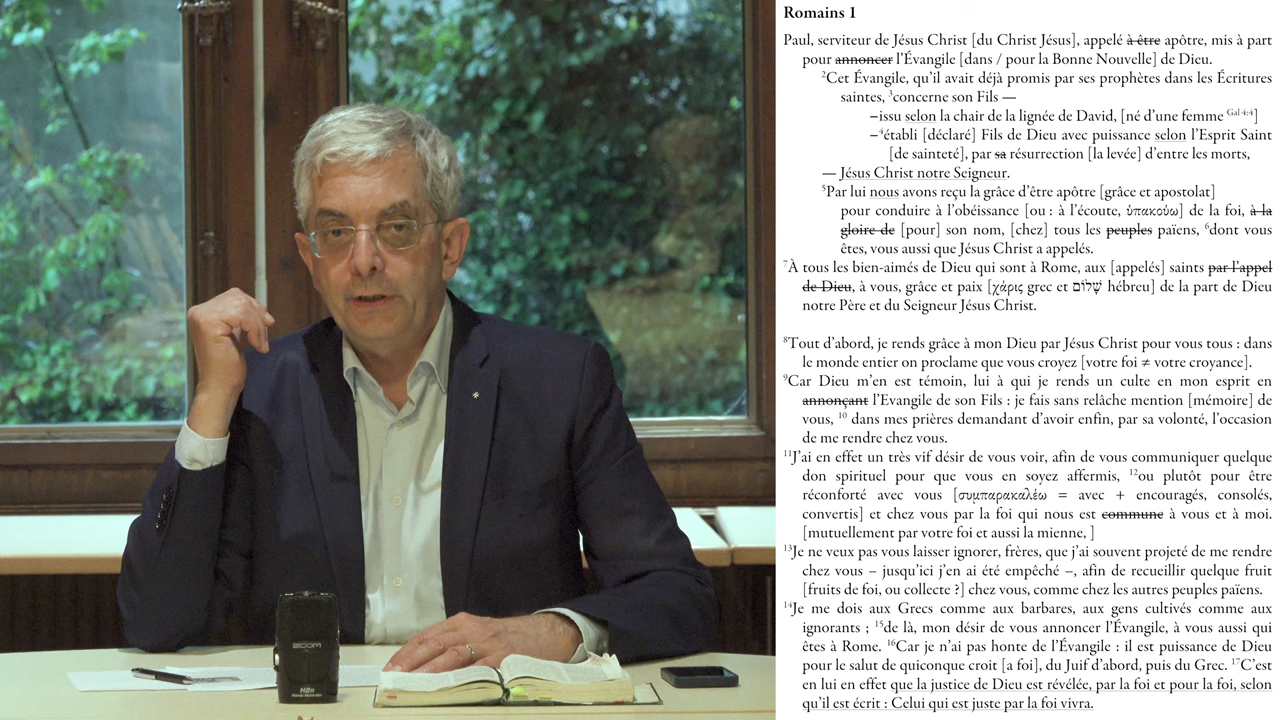 Romains 1
Paul, serviteur de Jésus Christ [du Christ Jésus], appelé à être apôtre, mis à part
pour annoncer l’Évangile [dans / pour la Bonne Nouvelle] de Dieu.
²Cet Évangile, qu’il avait déjà promis par ses prophètes dans les Écritures
saintes, ³concerne son Fils —
–issu selon la chair de la lignée de David, [né d’une femme Gal 4:4]
–⁴établi [déclaré] Fils de Dieu avec puissance selon l’Esprit Saint
[de sainteté], par sa résurrection [la levée] d’entre les morts,
— Jésus Christ notre Seigneur.
⁵Par lui nous avons reçu la grâce d’être apôtre [grâce et apostolat]
pour conduire à l’obéissance [ou : à l’écoute, ὑπακούω] de la foi, à la
gloire de [pour] son nom, [chez] tous les peuples païens, ⁶dont vous
êtes, vous aussi que Jésus Christ a appelés.
⁷À tous les bien-aimés de Dieu qui sont à Rome, aux [appelés] saints par l’appel
de Dieu, à vous, grâce et paix [χάρις grec et שָׁלוֹם hébreu] de la part de Dieu
notre Père et du Seigneur Jésus Christ.
⁸Tout d’abord, je rends grâce à mon Dieu par Jésus Christ pour vous tous : dans
le monde entier on proclame que vous croyez [votre foi ≠ votre croyance].
⁹Car Dieu m’en est témoin, lui à qui je rends un culte en mon esprit en
annonçant l’Evangile de son Fils : je fais sans relâche mention [mémoire] de
vous, ¹⁰ dans mes prières demandant d’avoir enfin, par sa volonté, l’occasion
de me rendre chez vous.
¹¹J’ai en effet un très vif désir de vous voir, afin de vous communiquer quelque
don spirituel pour que vous en soyez affermis, ¹²ou plutôt pour être
réconforté avec vous [συμπαρακαλέω = avec + encouragés, consolés,
convertis] et chez vous par la foi qui nous est commune à vous et à moi.
[mutuellement par votre foi et aussi la mienne, ]
¹³Je ne veux pas vous laisser ignorer, frères, que j’ai souvent projeté de me rendre
chez vous – jusqu’ici j’en ai été empêché –, afin de recueillir quelque fruit
[fruits de foi, ou collecte ?] chez vous, comme chez les autres peuples païens.
¹⁴Je me dois aux Grecs comme aux barbares, aux gens cultivés comme aux
ignorants ; ¹⁵de là, mon désir de vous annoncer l’Évangile, à vous aussi qui
êtes à Rome. ¹⁶Car je n’ai pas honte de l’Évangile : il est puissance de Dieu
pour le salut de quiconque croit [a foi], du Juif d’abord, puis du Grec. ¹⁷C’est
en lui en effet que la justice de Dieu est révélée, par la foi et pour la foi, selon
qu’il est écrit : Celui qui est juste par la foi vivra.
ZOOM
H2n
Handy Recorder